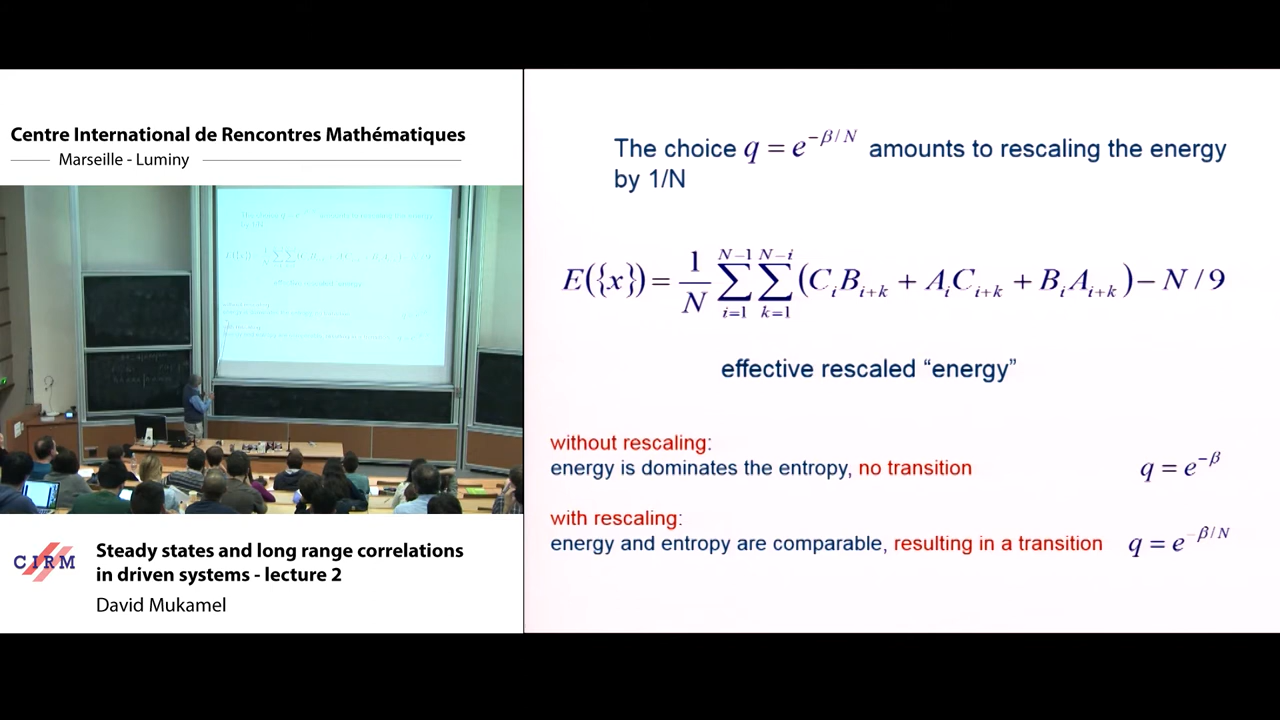 Centre International de Rencontres Mathématiques
Marseille - Luminy
CIRM
Steady states and long range correlations
in driven systems - lecture 2
David Mukamel
The choice q = e^{-β/N} amounts to rescaling the energy
by 1/N
E({x}) = \frac{1}{N} \sum_{i=1}^{N-1} \sum_{k=1}^{N-i} (C_i B_{i+k} + A_i C_{i+k} + B_i A_{i+k}) - N / 9
effective rescaled “energy”
without rescaling:
energy is dominates the entropy, no transition q = e^{-β}
with rescaling:
energy and entropy are comparable, resulting in a transition q = e^{-β/N}